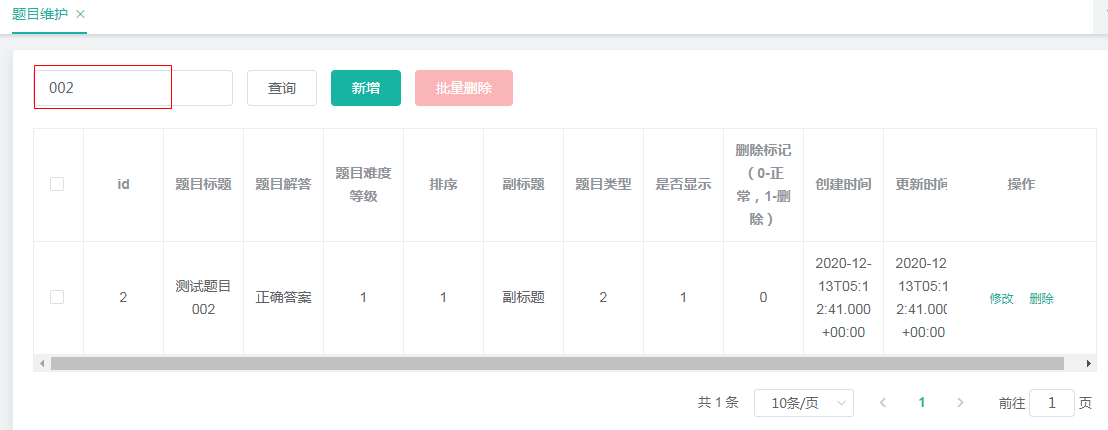 题目维护 ×
002 查询 新增 批量删除
id 题目标题 题目解答 题目难度等级 排序 副标题 题目类型 是否显示 删除标记（0-正常，1-删除） 创建时间 更新时间 操作
2 测试题目002 正确答案 1 1 副标题 2 1 0 2020-12-13T05:12:41.000+00:00 2020-12-13T05:12:41.000+00:00 修改 删除
共 1 条 10条/页 1 前往 1 页